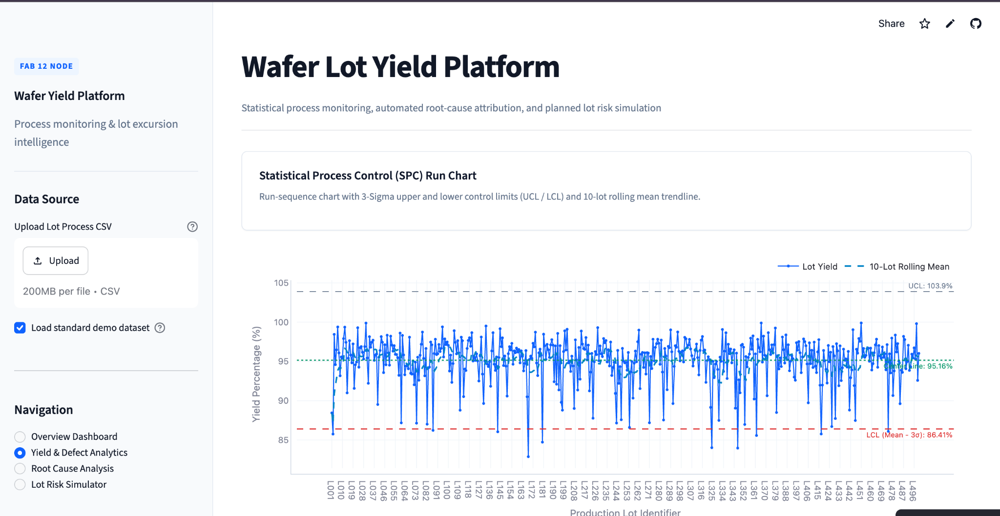 Share
FAB 12 NODE
Wafer Yield Platform
Process monitoring & lot excursion
intelligence
Data Source
Upload Lot Process CSV
Upload
200MB per file • CSV
Load standard demo dataset
Navigation
Overview Dashboard
Yield & Defect Analytics
Root Cause Analysis
Lot Risk Simulator
Wafer Lot Yield Platform
Statistical process monitoring, automated root-cause attribution, and planned lot risk simulation
Statistical Process Control (SPC) Run Chart
Run-sequence chart with 3-Sigma upper and lower control limits (UCL / LCL) and 10-lot rolling mean trendline.
Lot Yield
10-Lot Rolling Mean
105
UCL: 103.9%
100
95
Center Line: 95.16%
90
85
LCL (Mean - 3σ): 86.41%
Yield Percentage (%)
L001 L010 L019 L028 L037 L046 L055 L064 L073 L082 L091 L100 L109 L118 L127 L136 L145 L154 L163 L172 L181 L190 L199 L208 L217 L226 L235 L244 L253 L262 L271 L280 L289 L298 L307 L316 L325 L334 L343 L352 L361 L370 L379 L388 L397 L406 L415 L424 L433 L442 L451 L460 L469 L478 L487 L496
Production Lot Identifier